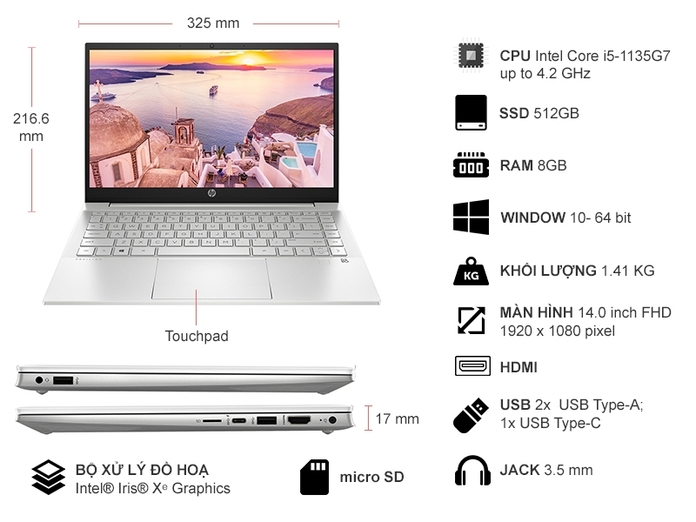 325 mm
216.6
mm
hp
Touchpad
17 mm
BỘ XỬ LÝ ĐỒ HOẠ
Intel® Iris® Xᵉ Graphics
micro SD
CPU Intel Core i5-1135G7
up to 4.2 GHz
SSD 512GB
RAM 8GB
WINDOW 10- 64 bit
KG
KHỐI LƯỢNG 1.41 KG
MÀN HÌNH 14.0 inch FHD
1920 x 1080 pixel
HDMI
USB 2x USB Type-A;
1x USB Type-C
JACK 3.5 mm